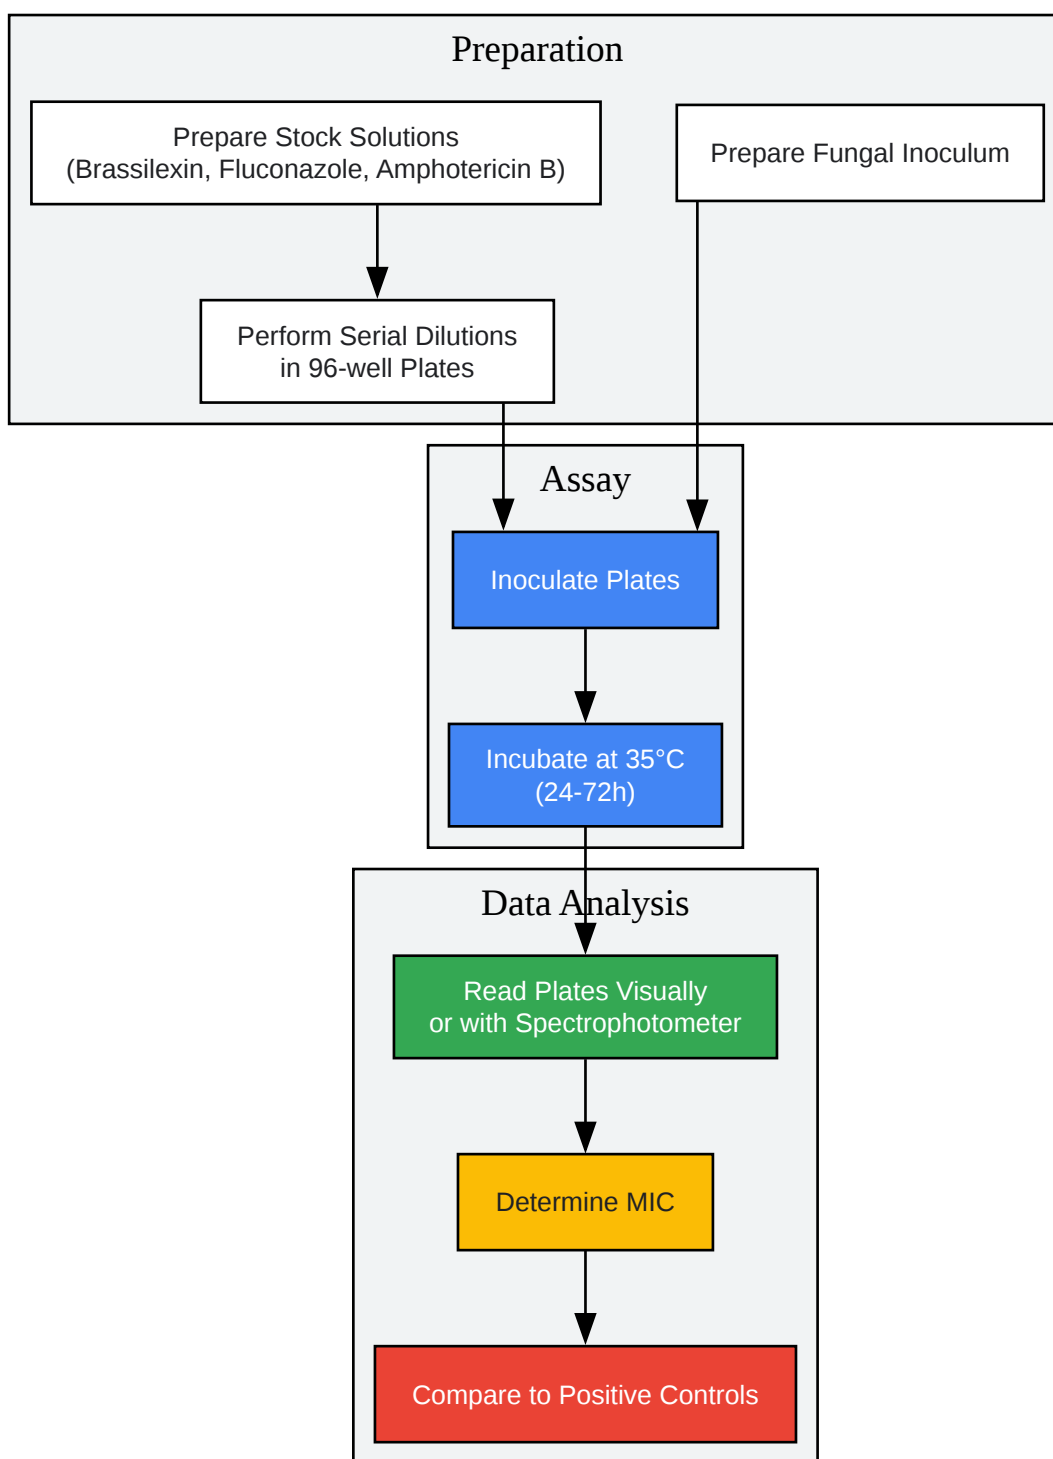 Preparation
Prepare Stock Solutions
(Brassilexin, Fluconazole, Amphotericin B)
Prepare Fungal Inoculum
Perform Serial Dilutions
in 96-well Plates
Assay
Inoculate Plates
Incubate at 35°C
(24-72h)
Data Analysis
Read Plates Visually
or with Spectrophotometer
Determine MIC
Compare to Positive Controls